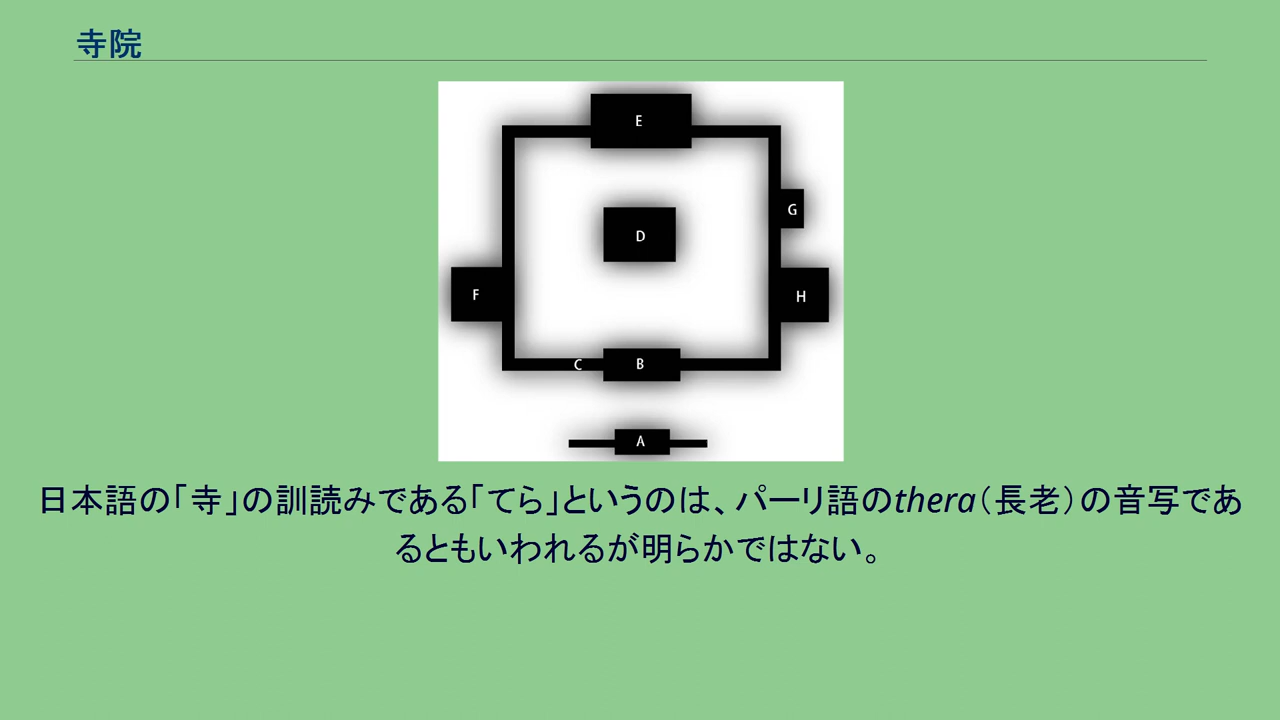 寺院
E
G
D
F
H
C
B
A
日本語の「寺」の訓読みである「てら」というのは、パーリ語のthera（長老）の音写であ
るともいわれるが明らかではない。